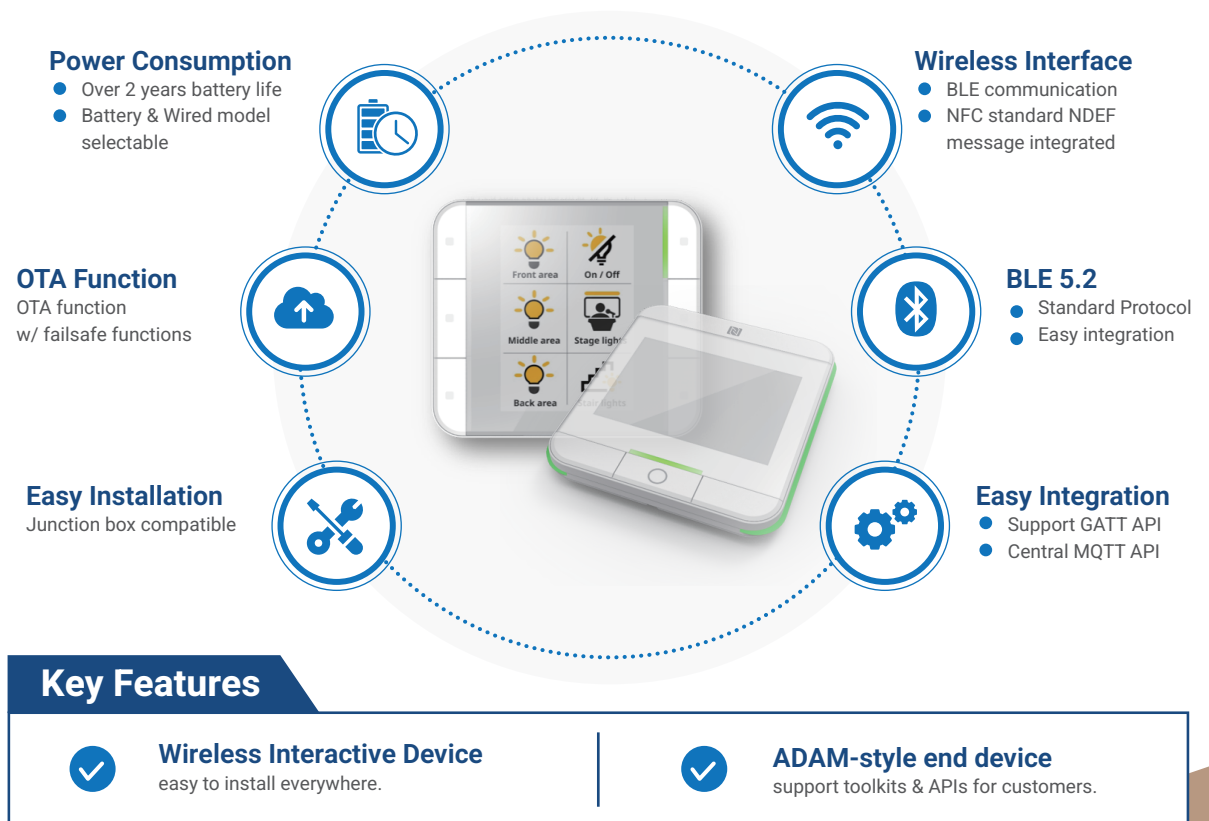 Power Consumption
Over 2 years battery life
Battery & Wired model
selectable
Wireless Interface
BLE communication
NFC standard NDEF
message integrated
OTA Function
OTA function
w/ failsafe functions
BLE 5.2
Standard Protocol
Easy integration
Front area
On / Off
Middle area
Stage lights
Back area
Stair lights
Easy Installation
Junction box compatible
Easy Integration
Support GATT API
Central MQTT API
Key Features
Wireless Interactive Device
easy to install everywhere.
ADAM-style end device
support toolkits & APIs for customers.